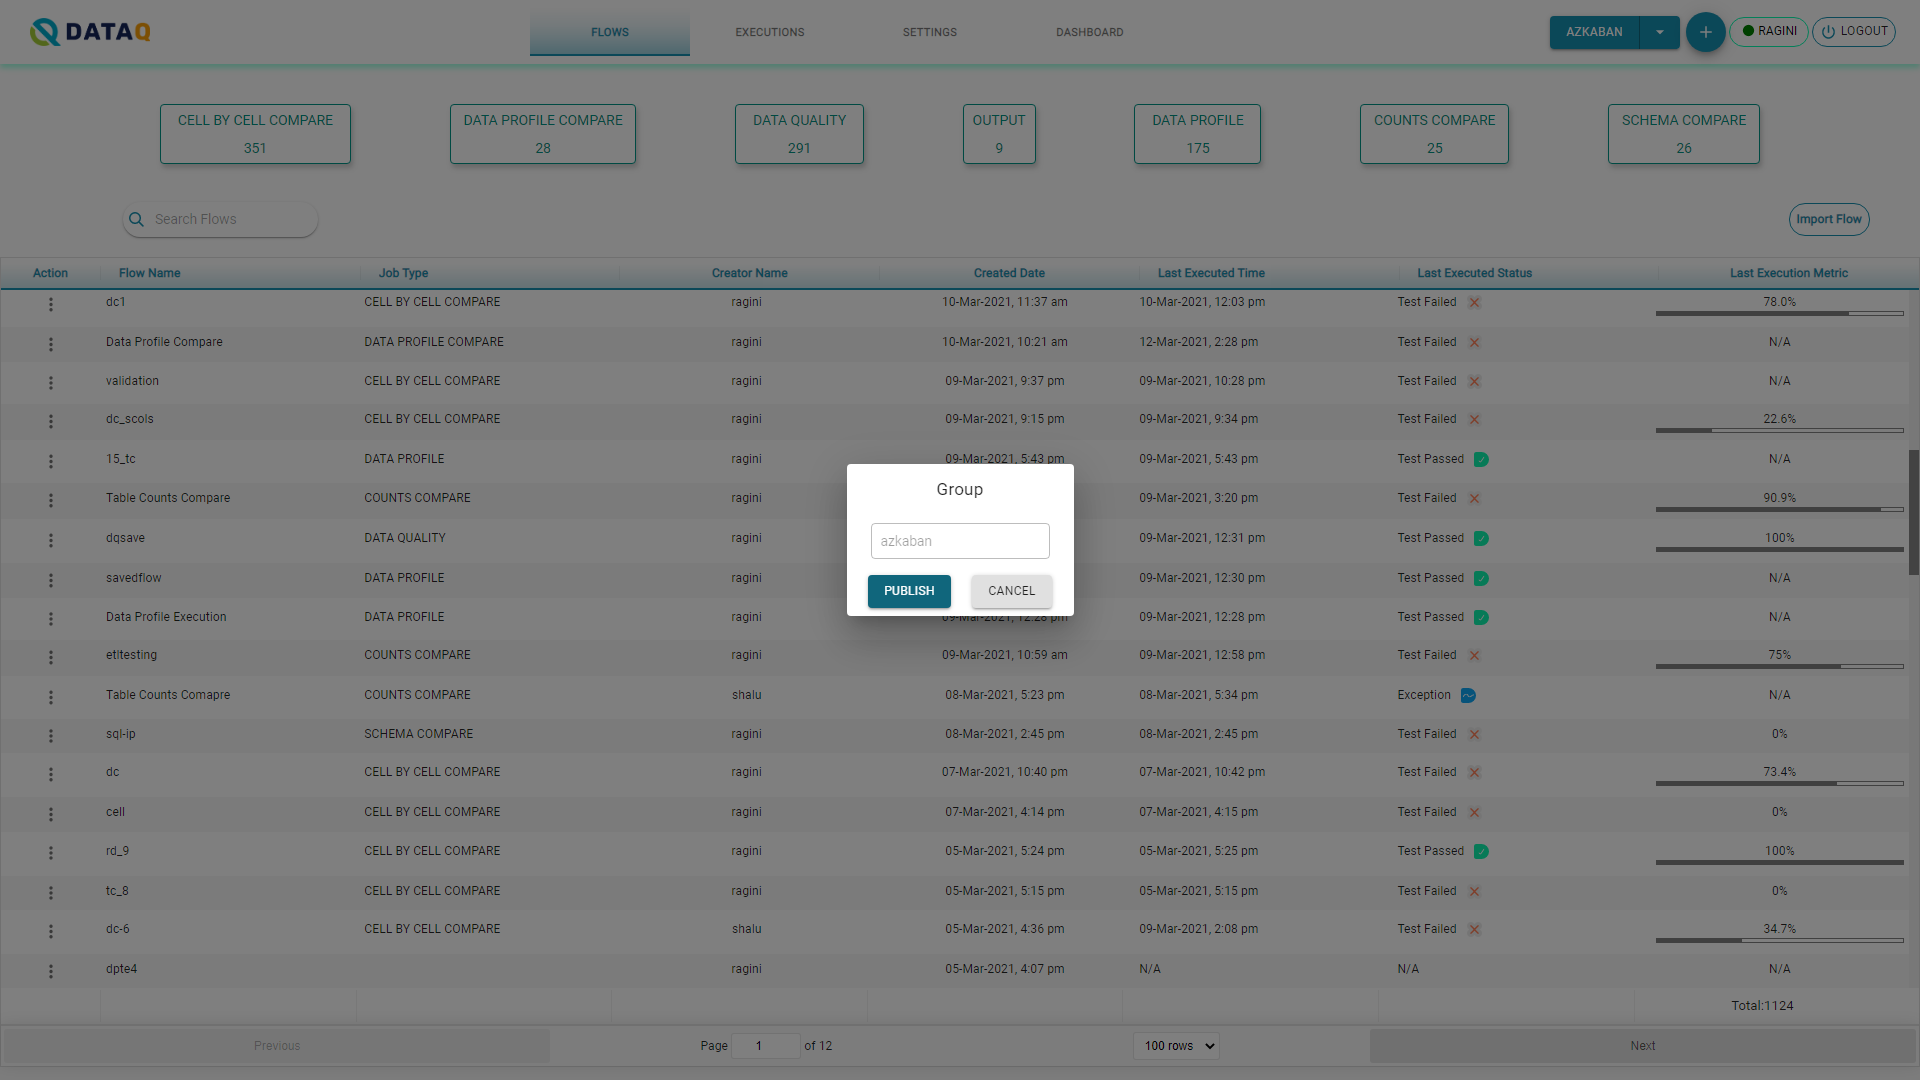 DATAQ
FLOWS
EXECUTIONS
SETTINGS
DASHBOARD
AZKABAN
+
RAGINI
LOGOUT
CELL BY CELL COMPARE
351
DATA PROFILE COMPARE
28
DATA QUALITY
291
OUTPUT
9
DATA PROFILE
175
COUNTS COMPARE
25
SCHEMA COMPARE
26
Search Flows
Import Flow
Action Flow Name Job Type Creator Name Created Date Last Executed Time Last Executed Status Last Execution Metric
dc1 CELL BY CELL COMPARE ragini 10-Mar-2021, 11:37 am 10-Mar-2021, 12:03 pm Test Failed 78.0%
Data Profile Compare DATA PROFILE COMPARE ragini 10-Mar-2021, 10:21 am 12-Mar-2021, 2:28 pm Test Failed N/A
validation CELL BY CELL COMPARE ragini 09-Mar-2021, 9:37 pm 09-Mar-2021, 10:28 pm Test Failed N/A
dc_scols CELL BY CELL COMPARE ragini 09-Mar-2021, 9:15 pm 09-Mar-2021, 9:34 pm Test Failed 22.6%
15_tc DATA PROFILE ragini 09-Mar-2021, 5:43 pm 09-Mar-2021, 5:43 pm Test Passed N/A
Table Counts Compare COUNTS COMPARE ragini 09-Mar-2021, 3:20 pm Test Failed 90.9%
dqsave DATA QUALITY ragini 09-Mar-2021, 12:31 pm Test Passed 100%
savedflow DATA PROFILE ragini 09-Mar-2021, 12:30 pm Test Passed N/A
Data Profile Execution DATA PROFILE ragini 09-Mar-2021, 12:28 pm 09-Mar-2021, 12:28 pm Test Passed N/A
etltesting COUNTS COMPARE ragini 09-Mar-2021, 10:59 am 09-Mar-2021, 12:58 pm Test Failed 75%
Table Counts Comapre COUNTS COMPARE shalu 08-Mar-2021, 5:23 pm 08-Mar-2021, 5:34 pm Exception N/A
sql-ip SCHEMA COMPARE ragini 08-Mar-2021, 2:45 pm 08-Mar-2021, 2:45 pm Test Failed 0%
dc CELL BY CELL COMPARE ragini 07-Mar-2021, 10:40 pm 07-Mar-2021, 10:42 pm Test Failed 73.4%
cell CELL BY CELL COMPARE ragini 07-Mar-2021, 4:14 pm 07-Mar-2021, 4:15 pm Test Failed 0%
rd_9 CELL BY CELL COMPARE ragini 05-Mar-2021, 5:24 pm 05-Mar-2021, 5:25 pm Test Passed 100%
tc_8 CELL BY CELL COMPARE ragini 05-Mar-2021, 5:15 pm 05-Mar-2021, 5:15 pm Test Failed 0%
dc-6 CELL BY CELL COMPARE shalu 05-Mar-2021, 4:36 pm 09-Mar-2021, 2:08 pm Test Failed 34.7%
dpte4 ragini 05-Mar-2021, 4:07 pm N/A N/A N/A
Total:1124
Previous
Page 1 of 12
100 rows
Next
Group
azkaban
PUBLISH
CANCEL